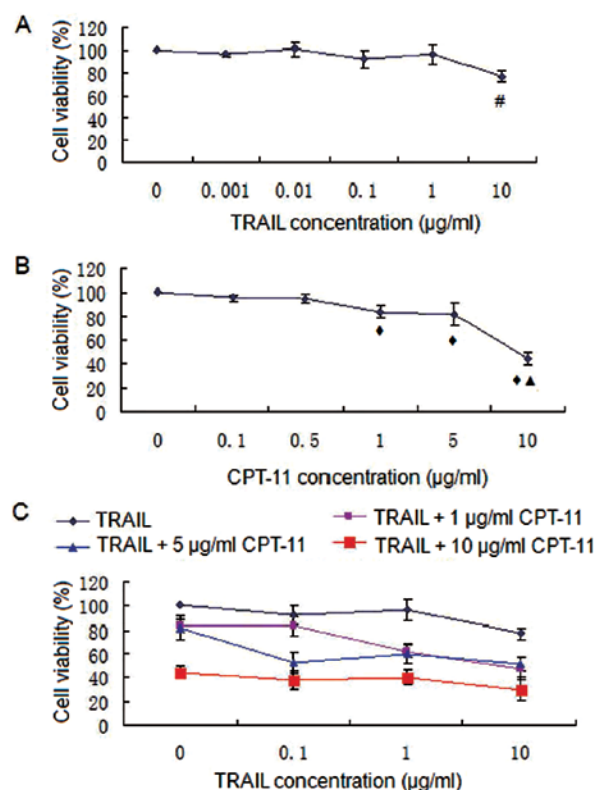 A
Cell viability (%)
120
100
80
60
40
20
0
#
0 0.001 0.01 0.1 1 10
TRAIL concentration (µg/ml)
B
Cell viability (%)
120
100
80
60
40
20
0
0 0.1 0.5 1 5 10
CPT-11 concentration (µg/ml)
C
TRAIL
TRAIL + 1 µg/ml CPT-11
TRAIL + 5 µg/ml CPT-11
TRAIL + 10 µg/ml CPT-11
Cell viability (%)
120
100
80
60
40
20
0
0 0.1 1 10
TRAIL concentration (µg/ml)